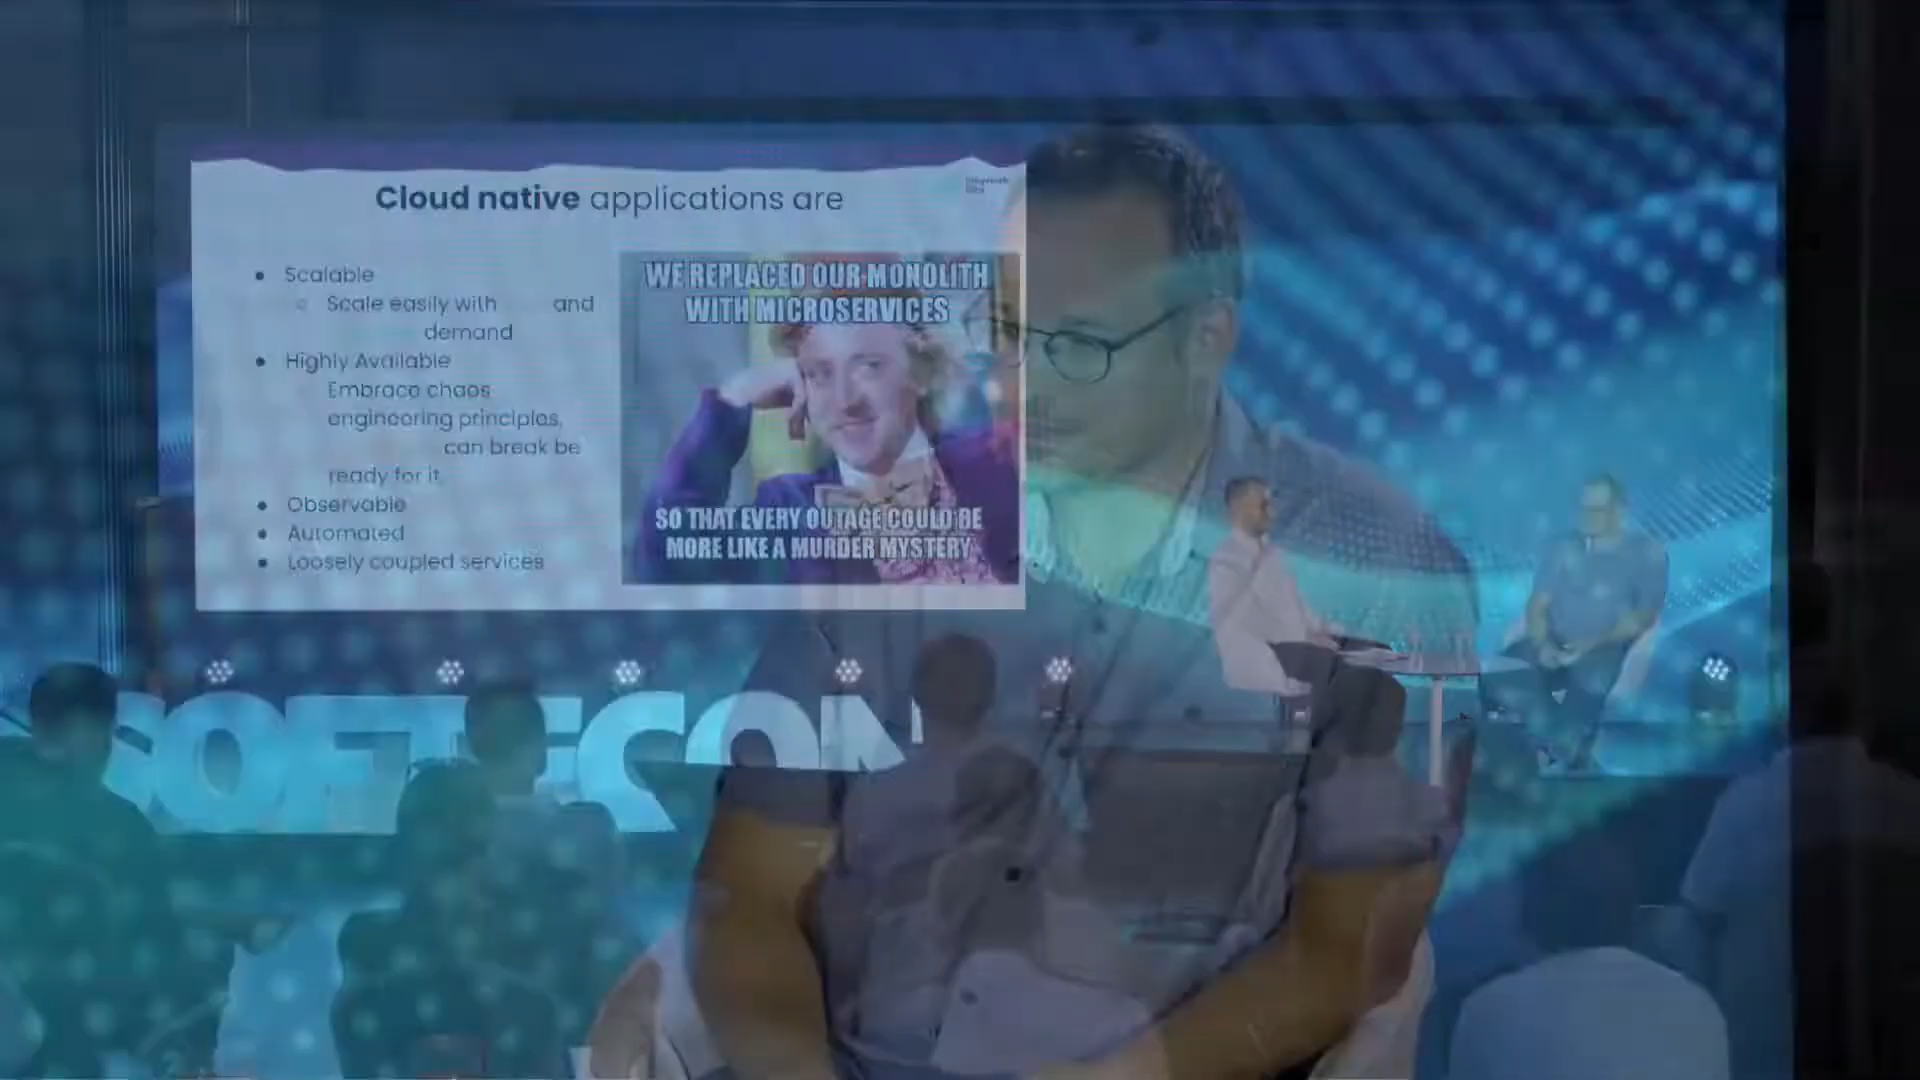 Cloud native applications are
Scalable
Scale easily with and
demand
Highly Available
Embrace chaos
engineering principles,
can break be
ready for it
Observable
Automated
Loosely coupled services
WE REPLACED OUR MONOLITH
WITH MICROSERVICES
SO THAT EVERY OUTAGE COULD BE
MORE LIKE A MURDER MYSTERY
SOFT CON